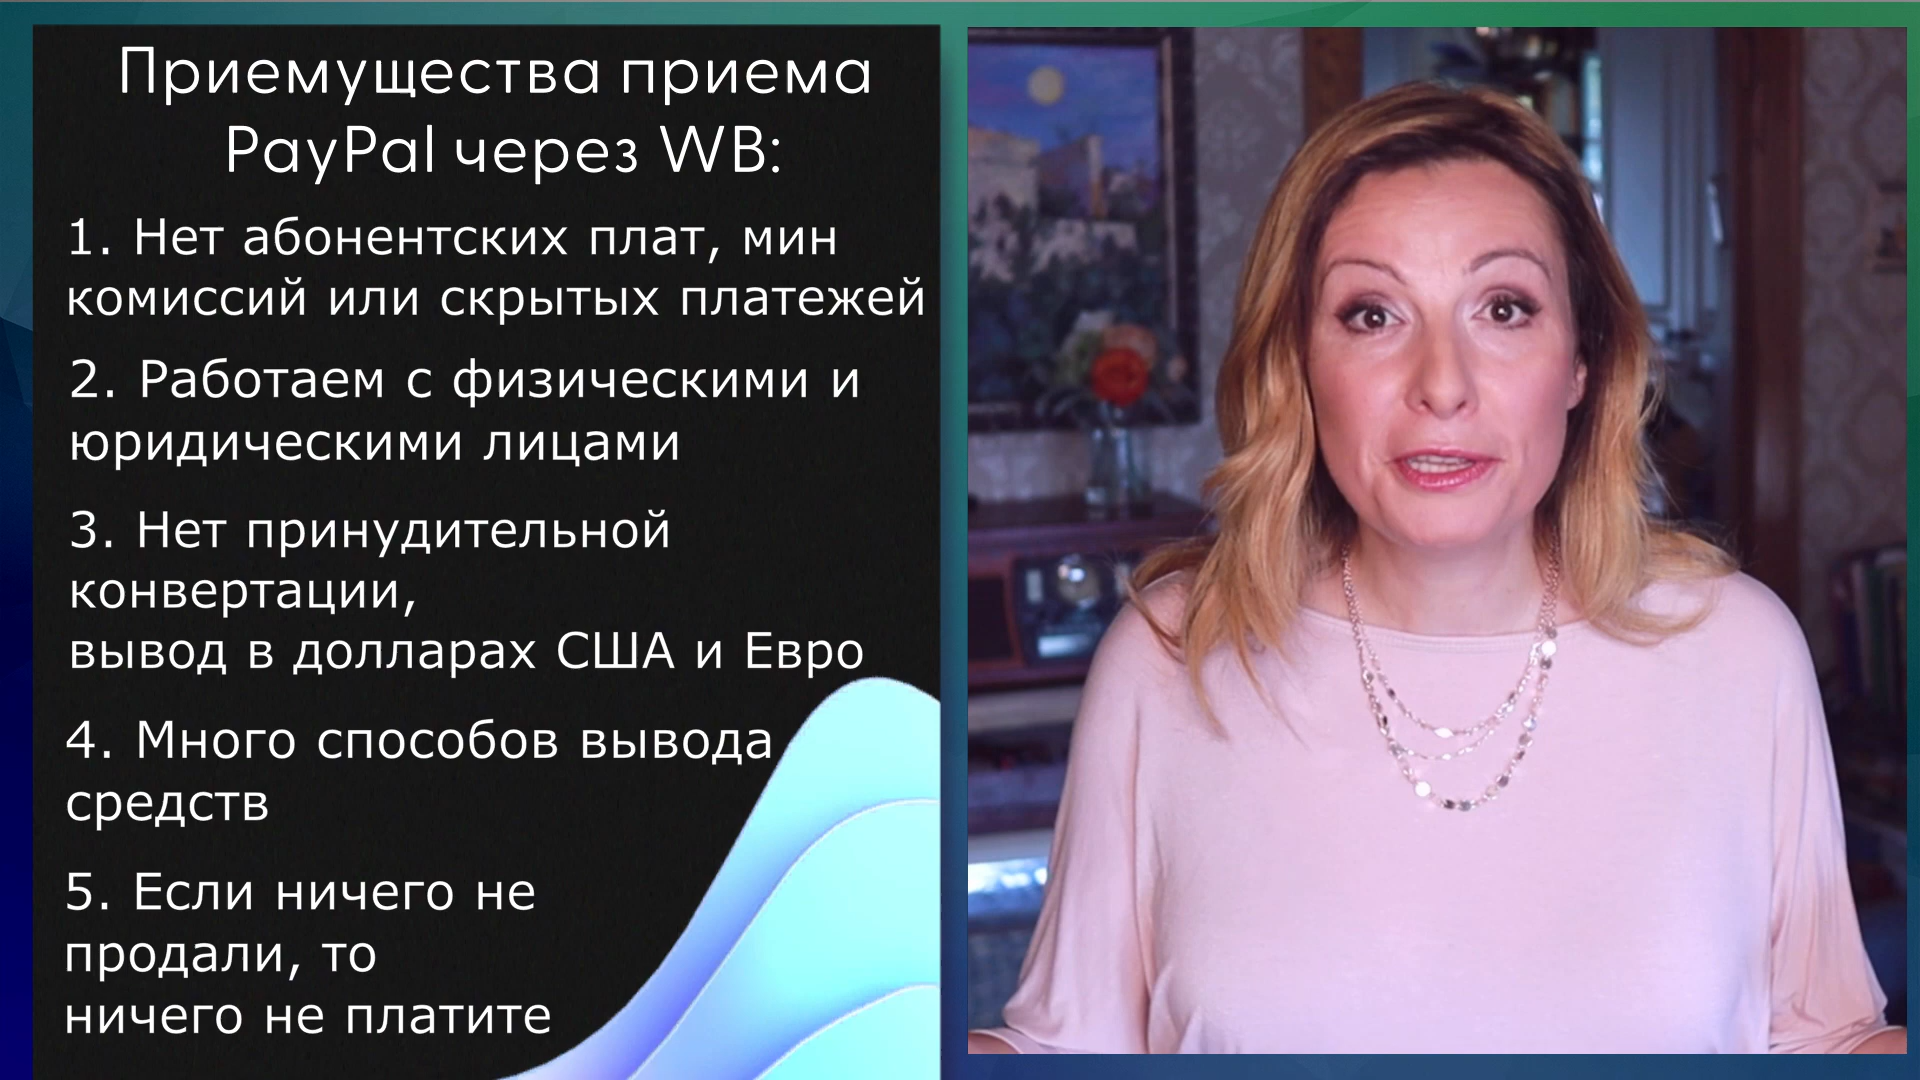 Приемущества приема
PayPal через WB:
1. Нет абонентских плат, мин
комиссий или скрытых платежей
2. Работаем с физическими и
юридическими лицами
3. Нет принудительной
конвертации,
вывод в долларах США и Евро
4. Много способов вывода
средств
5. Если ничего не
продали, то
ничего не платите